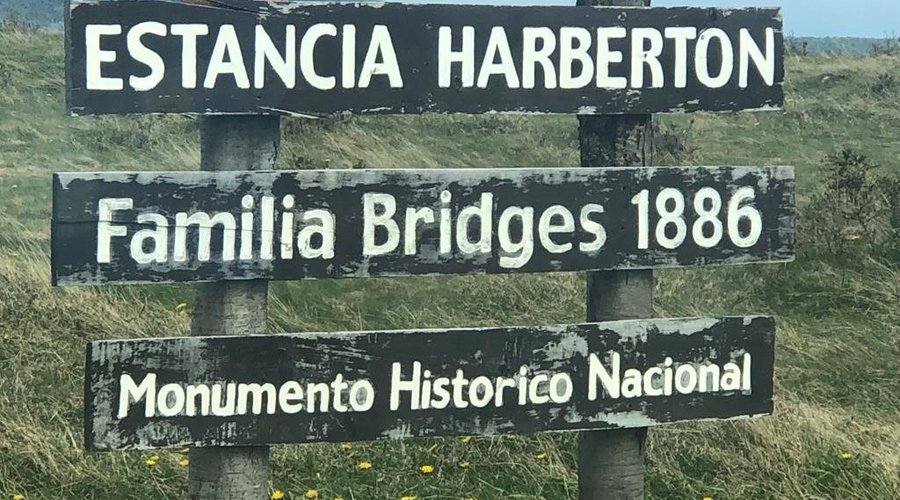 ESTANCIA HARBERTON
Familia Bridges 1886
Monumento Historico Nacional